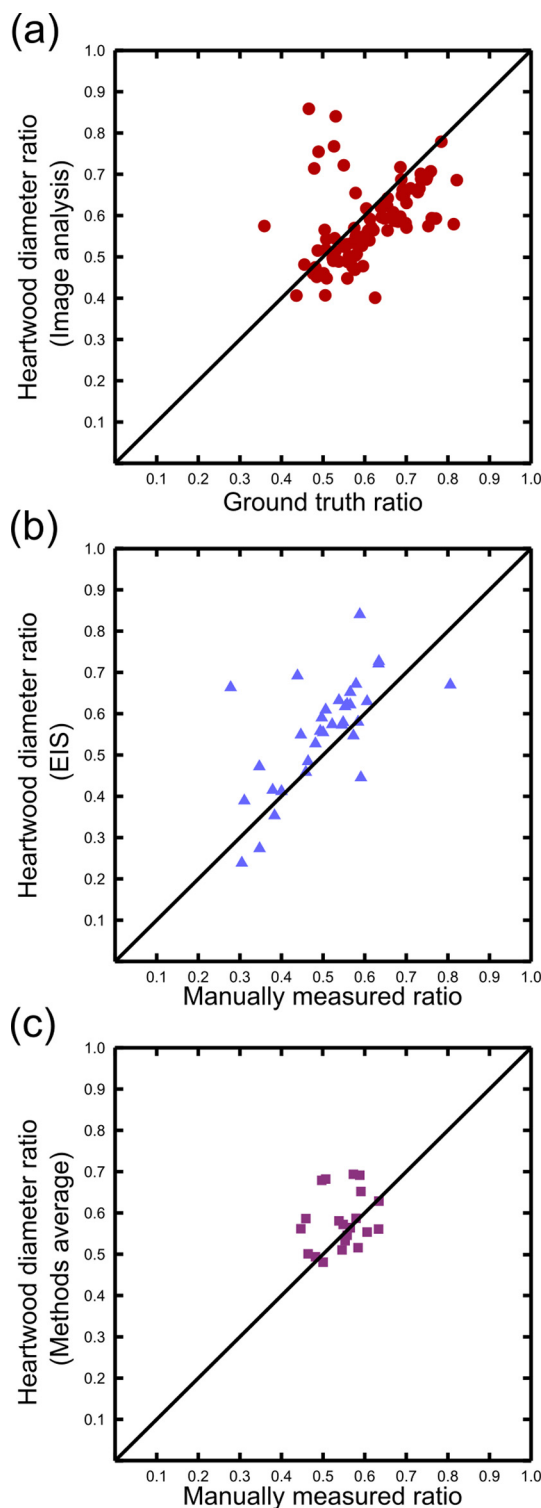 (a)
Heartwood diameter ratio
(Image analysis)
1.0
0.9
0.8
0.7
0.6
0.5
0.4
0.3
0.2
0.1
0.1 0.2 0.3 0.4 0.5 0.6 0.7 0.8 0.9 1.0
Ground truth ratio
(b)
Heartwood diameter ratio
(EIS)
1.0
0.9
0.8
0.7
0.6
0.5
0.4
0.3
0.2
0.1
0.1 0.2 0.3 0.4 0.5 0.6 0.7 0.8 0.9 1.0
Manually measured ratio
(c)
Heartwood diameter ratio
(Methods average)
1.0
0.9
0.8
0.7
0.6
0.5
0.4
0.3
0.2
0.1
0.1 0.2 0.3 0.4 0.5 0.6 0.7 0.8 0.9 1.0
Manually measured ratio